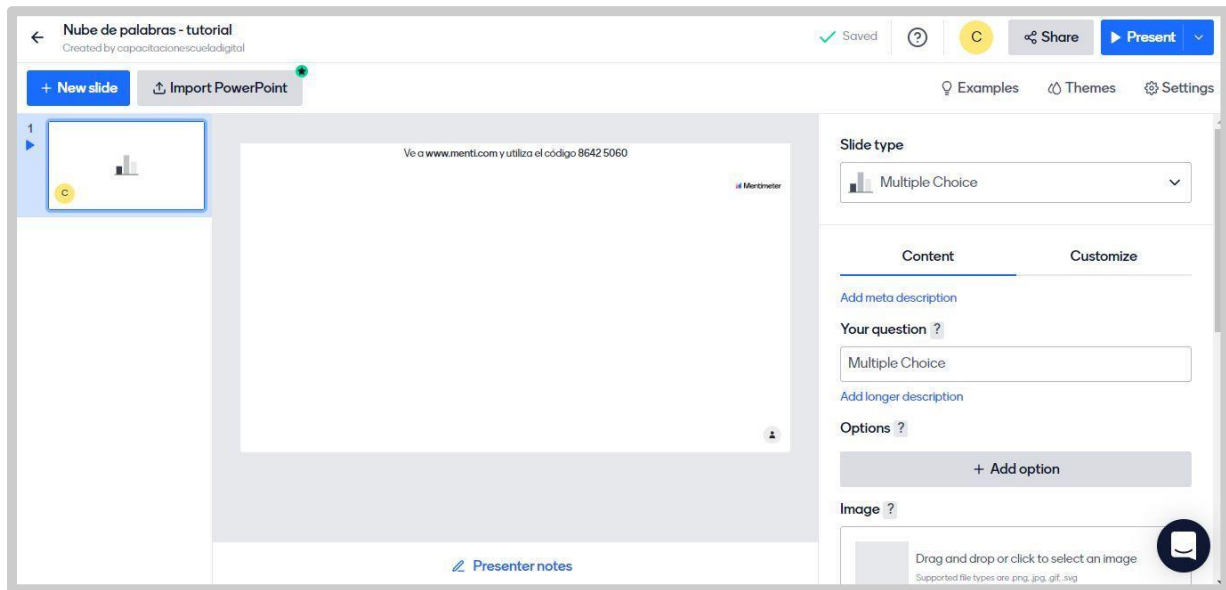 Nube de palabras - tutorial
Created by capacitacionescueladigital
Saved
?
C
Share
Present
+ New slide
Import PowerPoint
Examples
Themes
Settings
1
C
Ve a www.menti.com y utiliza el código 8642 5060
Mentimeter
Presenter notes
Slide type
Multiple Choice
Content
Customize
Add meta description
Your question ?
Multiple Choice
Add longer description
Options ?
+ Add option
Image ?
Drag and drop or click to select an image
Supported file types are png, jpg, gif, svg